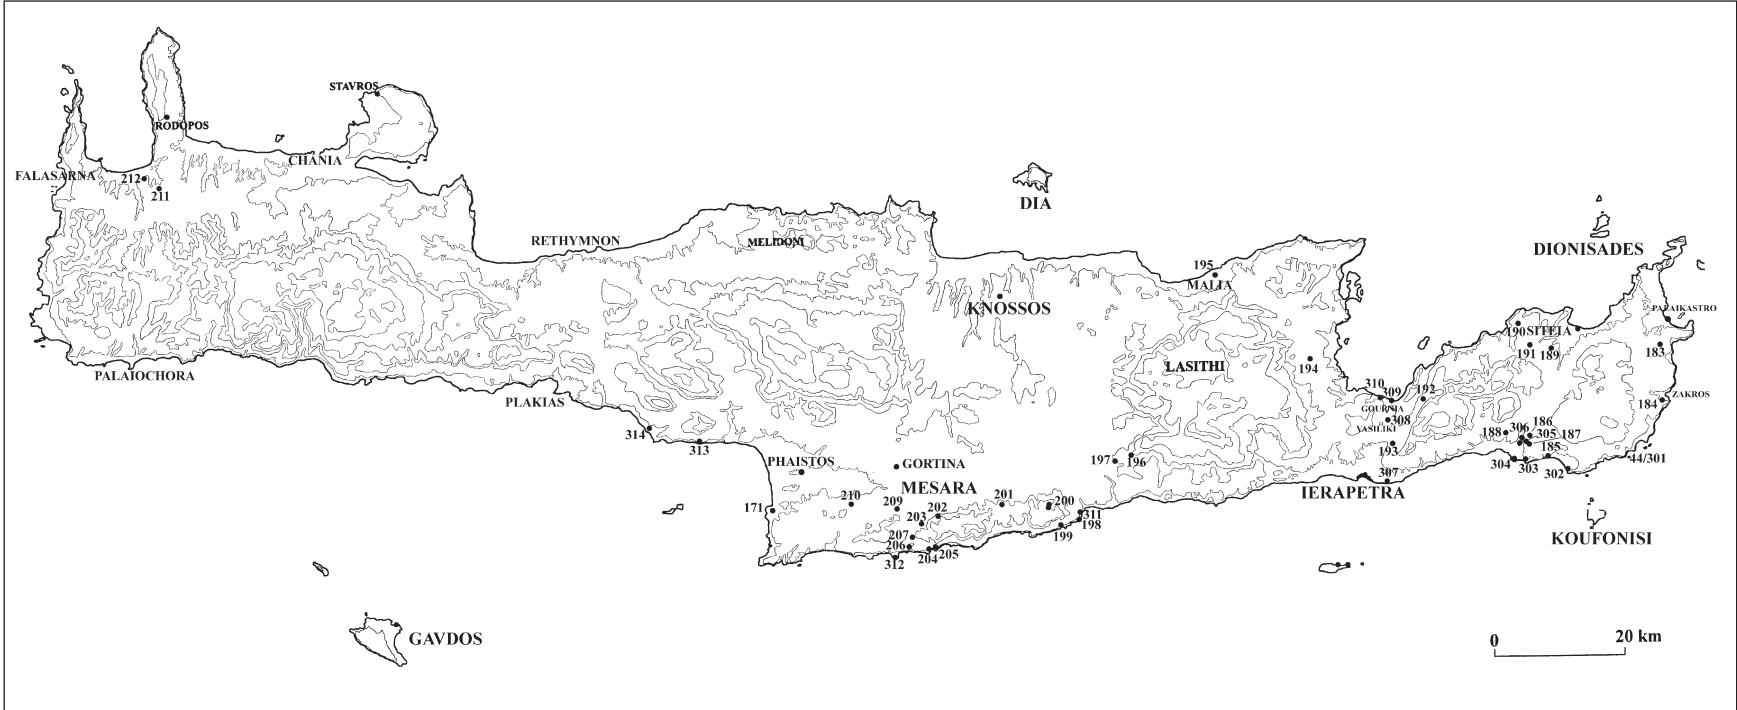 STAVROS
RODOPOS
CHANIA
FALASARNA
212
211
DIA
RETHYMNON
MELIDONI
DIONISADES
195
MALIA
KNOSSOS
PALAIKASTRO
190
SITEIA
191
189
183
LASITHI
194
PALAIOCHORA
PLAKIAS
310
309
192
GOURNIA
308
VASILIKI
184
ZAKROS
314
313
188
306
186
305
187
185
193
197
196
PHAISTOS
GORTINA
304
303
302
44/301
307
IERAPETRA
MESARA
171
210
209
203
202
201
200
311
198
199
207
206
312
204
205
KOUFONISI
GAVDOS
0
20 km